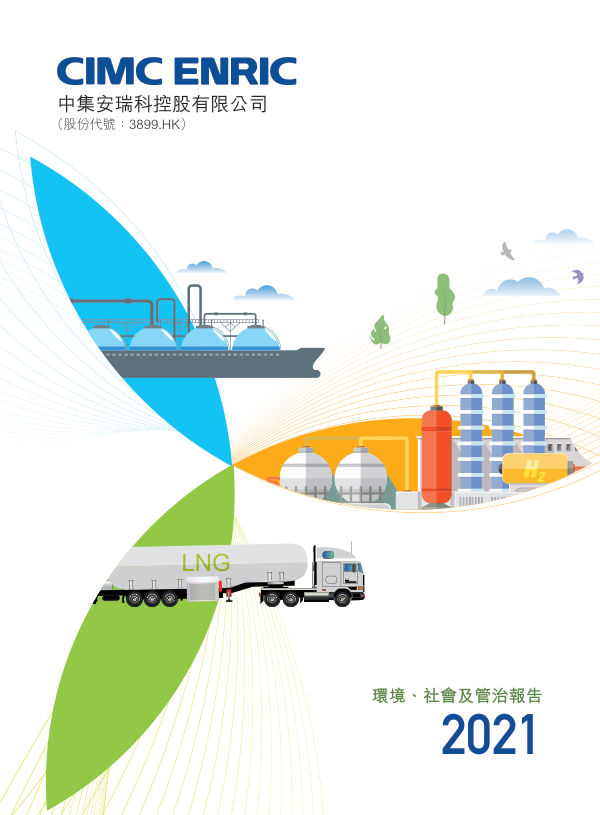 CIMC ENRIC
中集安瑞科控股有限公司
（股份代號：3899.HK）
H2
LNG
環境、社會及管治報告
2021